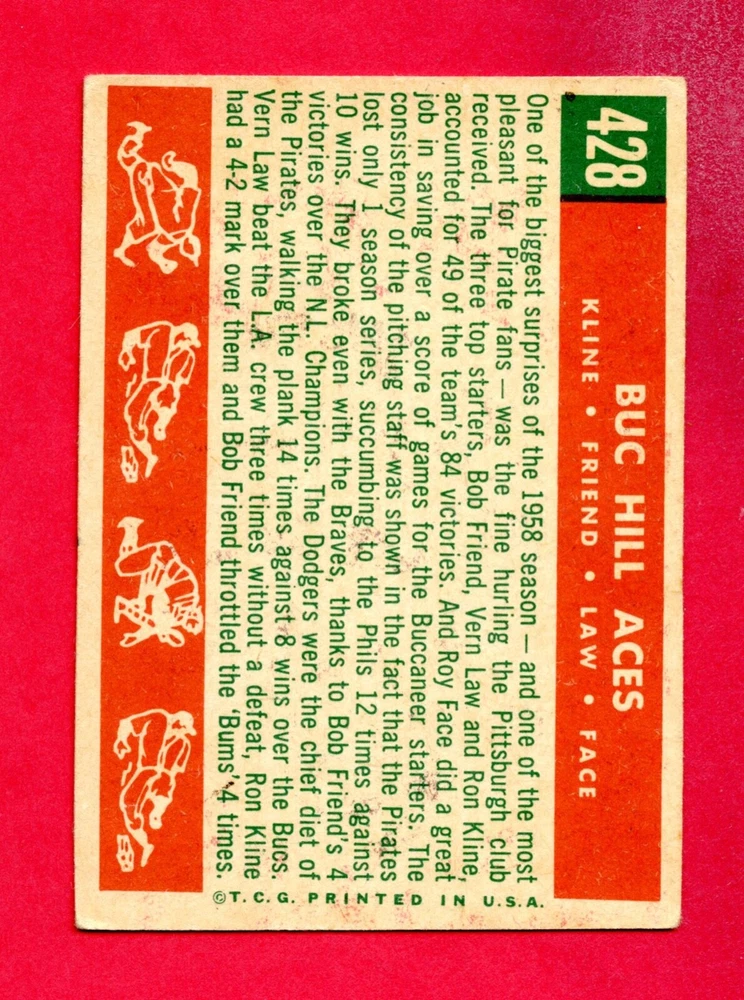 428
BUC HILL ACES
KLINE • FRIEND • LAW • FACE
One of the biggest surprises of the 1958 season — and one of the most
pleasant for Pirate fans — was the fine hurling the Pittsburgh club
received. The three top starters, Bob Friend, Vern Law and Ron Kline,
accounted for 49 of the team's 84 victories. And Roy Face did a great
job in saving over a score of games for the Buccaneer starters. The
consistency of the pitching staff was shown in the fact that the Pirates
lost only 1 season series, succumbing to the Phils 12 times against
10 wins. They broke even with the Braves, thanks to Bob Friend's 4
victories over the N.L. Champions. The Dodgers were the chief diet of
the Pirates, walking the plank 14 times against 8 wins over the Bucs.
Vern Law beat the L.A. crew three times without a defeat, Ron Kline
had a 4-2 mark over them and Bob Friend throttled the 'Bums' 4 times.
©T.C.G. PRINTED IN U.S.A.